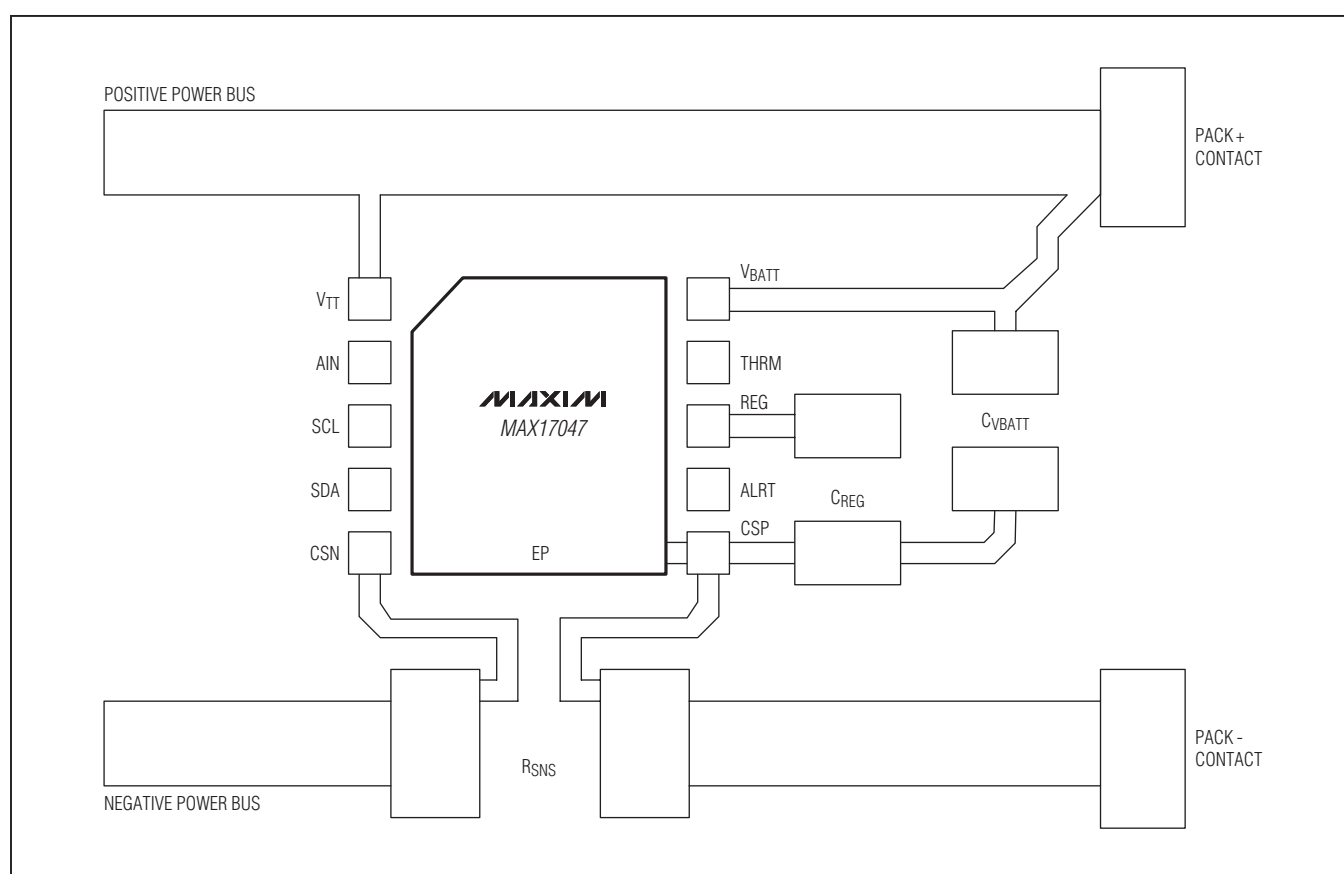 POSITIVE POWER BUS
PACK+
CONTACT
VTT
VBATT
AIN
THRM
MAXIM
MAX17047
REG
SCL
CVBATT
SDA
ALRT
CREG
CSN
EP
CSP
RSNS
PACK-
CONTACT
NEGATIVE POWER BUS